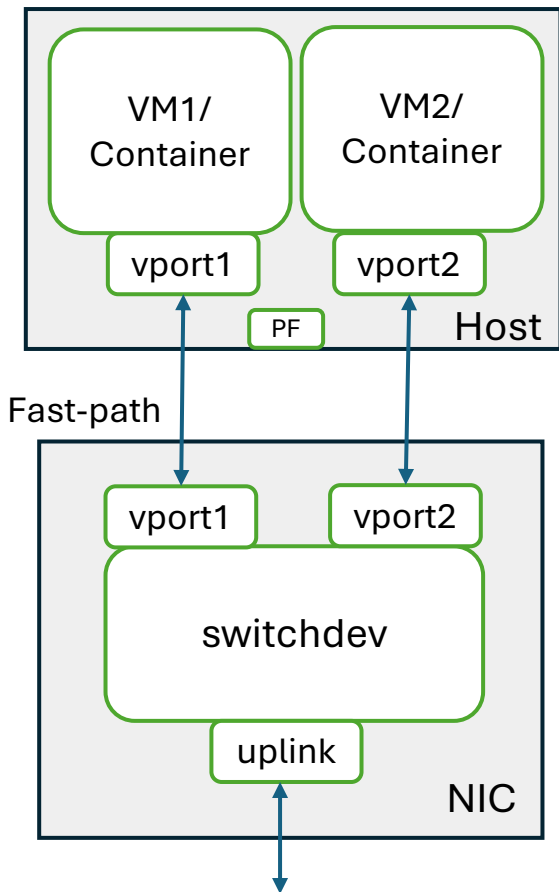 VM1/
Container
VM2/
Container
vport1
vport2
PF
Host
Fast-path
vport1
vport2
switchdev
uplink
NIC